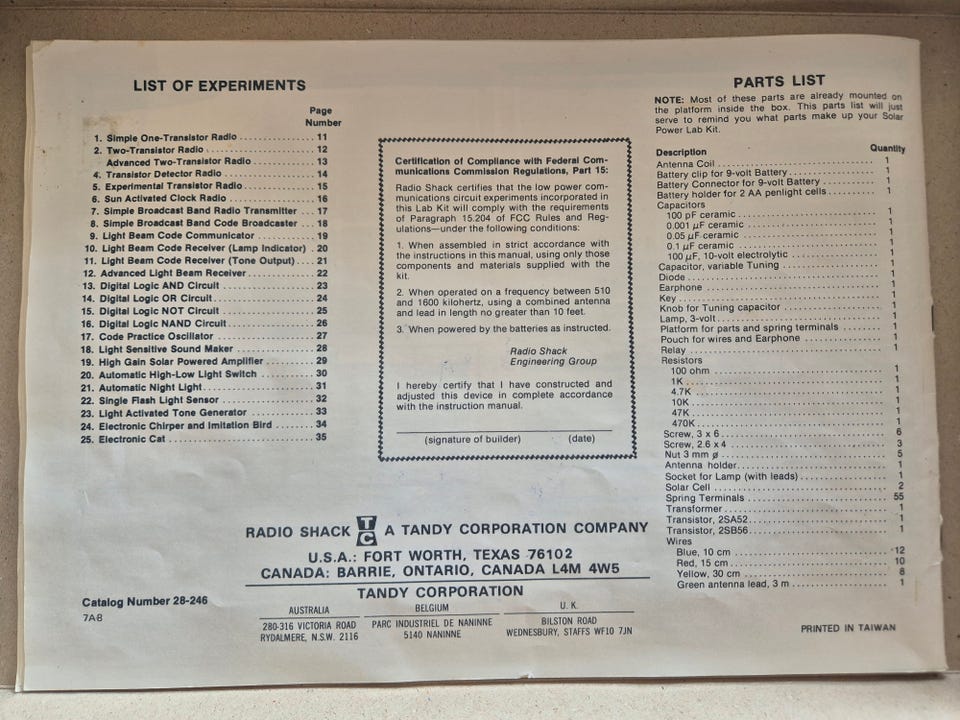 LIST OF EXPERIMENTS
Page
Number
1. Simple One-Transistor Radio .................. 11
2. Two-Transistor Radio .................. 12
Advanced Two-Transistor Radio .................. 13
4. Transistor Detector Radio .................. 14
5. Experimental Transistor Radio .................. 15
6. Sun Activated Clock Radio .................. 16
7. Simple Broadcast Band Radio Transmitter ... 17
8. Simple Broadcast Band Code Broadcaster ... 18
9. Light Beam Code Communicator .................. 19
10. Light Beam Code Receiver (Lamp Indicator) . 20
11. Light Beam Code Receiver (Tone Output) .... 21
12. Advanced Light Beam Receiver .................. 22
13. Digital Logic AND Circuit .................. 23
14. Digital Logic OR Circuit .................. 24
15. Digital Logic NOT Circuit .................. 25
16. Digital Logic NAND Circuit .................. 26
17. Code Practice Oscillator .................. 27
18. Light Sensitive Sound Maker .................. 28
19. High Gain Solar Powered Amplifier .................. 29
20. Automatic High-Low Light Switch .................. 30
21. Automatic Night Light .................. 31
22. Single Flash Light Sensor .................. 32
23. Light Activated Tone Generator .................. 33
24. Electronic Chirper and Imitation Bird ........ 34
25. Electronic Cat .................. 35
Certification of Compliance with Federal Com-
munications Commission Regulations, Part 15:
Radio Shack certifies that the low power com-
munications circuit experiments incorporated in
this Lab Kit will comply with the requirements
of Paragraph 15.204 of FCC Rules and Reg-
ulations—under the following conditions:
1. When assembled in strict accordance with
the instructions in this manual, using only those
components and materials supplied with the
kit.
2. When operated on a frequency between 510
and 1600 kilohertz, using a combined antenna
and lead in length no greater than 10 feet.
3. When powered by the batteries as instructed.
Radio Shack
Engineering Group
I hereby certify that I have constructed and
adjusted this device in complete accordance
with the instruction manual.
(signature of builder) (date)
PARTS LIST
NOTE: Most of these parts are already mounted on
the platform inside the box. This parts list will just
serve to remind you what parts make up your Solar
Power Lab Kit.
Description Quantity
Antenna Coil .................. 1
Battery clip for 9-volt Battery .................. 1
Battery Connector for 9-volt Battery .................. 1
Battery holder for 2 AA penlight cells .................. 1
Capacitors
100 pF ceramic .................. 1
0.001 µF ceramic .................. 1
0.05 µF ceramic .................. 1
0.1 µF ceramic .................. 1
100 µF, 10-volt electrolytic .................. 1
Capacitor, variable Tuning .................. 1
Diode .................. 1
Earphone .................. 1
Key .................. 1
Knob for Tuning capacitor .................. 1
Lamp, 3-volt .................. 1
Platform for parts and spring terminals .................. 1
Pouch for wires and Earphone .................. 1
Relay .................. 1
Resistors
100 ohm .................. 1
1K .................. 1
4.7K .................. 1
10K .................. 1
47K .................. 1
470K .................. 1
Screw, 3 x 6 .................. 6
Screw, 2.6 x 4 .................. 3
Nut 3 mm ø .................. 5
Antenna holder .................. 1
Socket for Lamp (with leads) .................. 1
Solar Cell .................. 2
Spring Terminals .................. 55
Transformer .................. 1
Transistor, 2SA52 .................. 1
Transistor, 2SB56 .................. 1
Wires
Blue, 10 cm .................. 12
Red, 15 cm .................. 10
Yellow, 30 cm .................. 8
Green antenna lead, 3 m .................. 1
RADIO SHACK TC A TANDY CORPORATION COMPANY
U.S.A.: FORT WORTH, TEXAS 76102
CANADA: BARRIE, ONTARIO, CANADA L4M 4W5
TANDY CORPORATION
AUSTRALIA BELGIUM U. K.
280-316 VICTORIA ROAD PARC INDUSTRIEL DE NANINNE BILSTON ROAD
RYDALMERE, N.S.W. 2116 5140 NANINNE WEDNESBURY, STAFFS WF10 7JN
Catalog Number 28-246
7A8
PRINTED IN TAIWAN